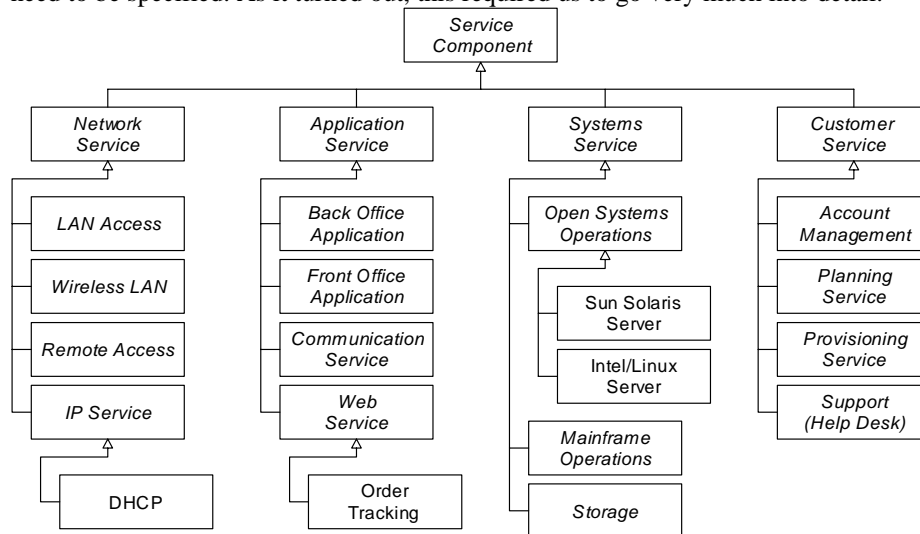 need to be specified. As it turned out, this required us to go very much into detail.
Service
Component
Network
Service
Application
Service
Systems
Service
Customer
Service
LAN Access
Wireless LAN
Remote Access
IP Service
DHCP
Back Office
Application
Front Office
Application
Communication
Service
Web
Service
Order
Tracking
Open Systems
Operations
Sun Solaris
Server
Intel/Linux
Server
Mainframe
Operations
Storage
Account
Management
Planning
Service
Provisioning
Service
Support
(Help Desk)